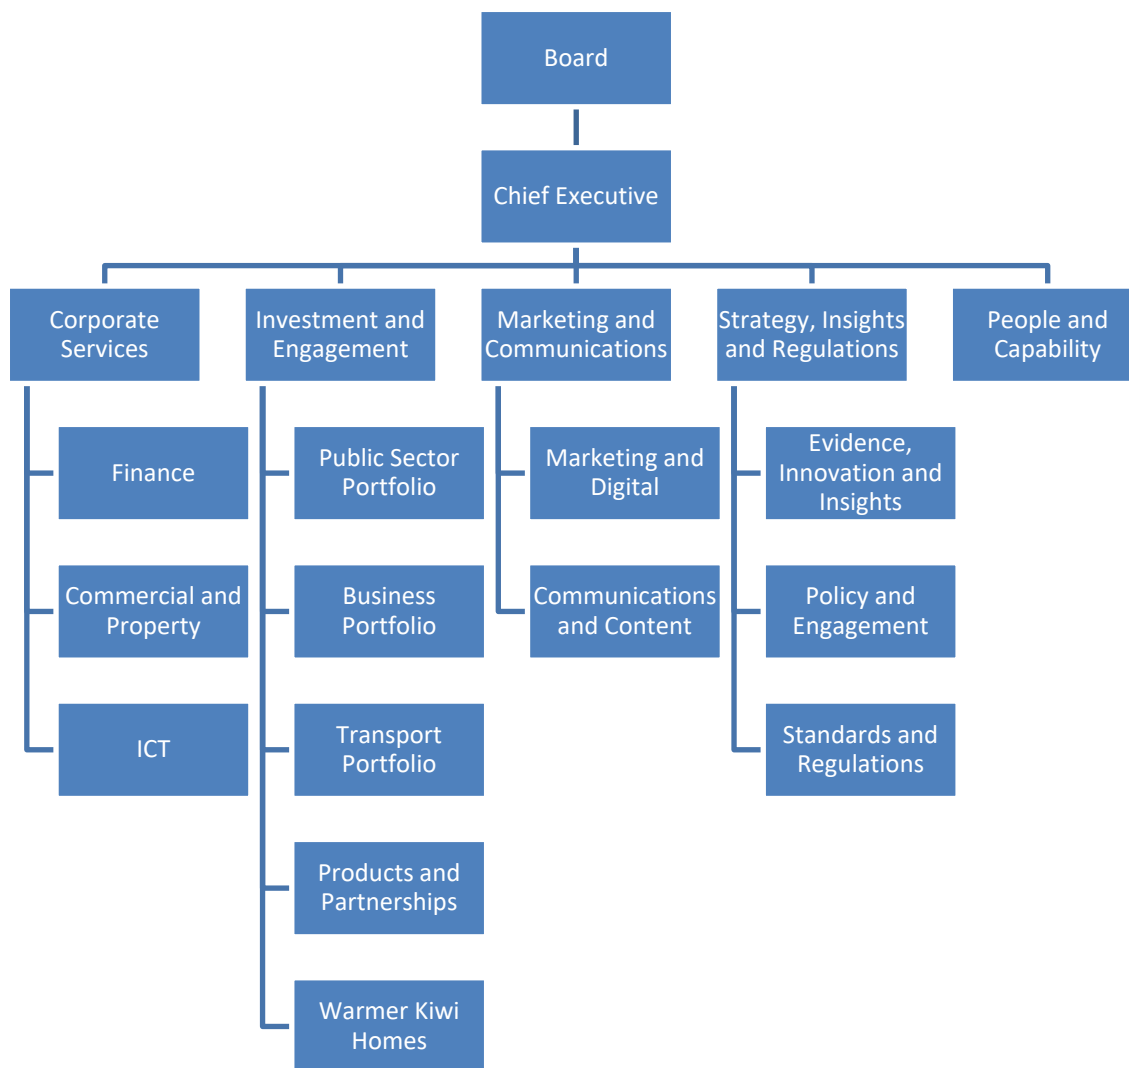 Board
Chief Executive
Corporate
Services
Investment and
Engagement
Marketing and
Communications
Strategy, Insights
and Regulations
People and
Capability
Finance
Commercial and
Property
ICT
Public Sector
Portfolio
Business
Portfolio
Transport
Portfolio
Products and
Partnerships
Warmer Kiwi
Homes
Marketing and
Digital
Communications
and Content
Evidence,
Innovation and
Insights
Policy and
Engagement
Standards and
Regulations